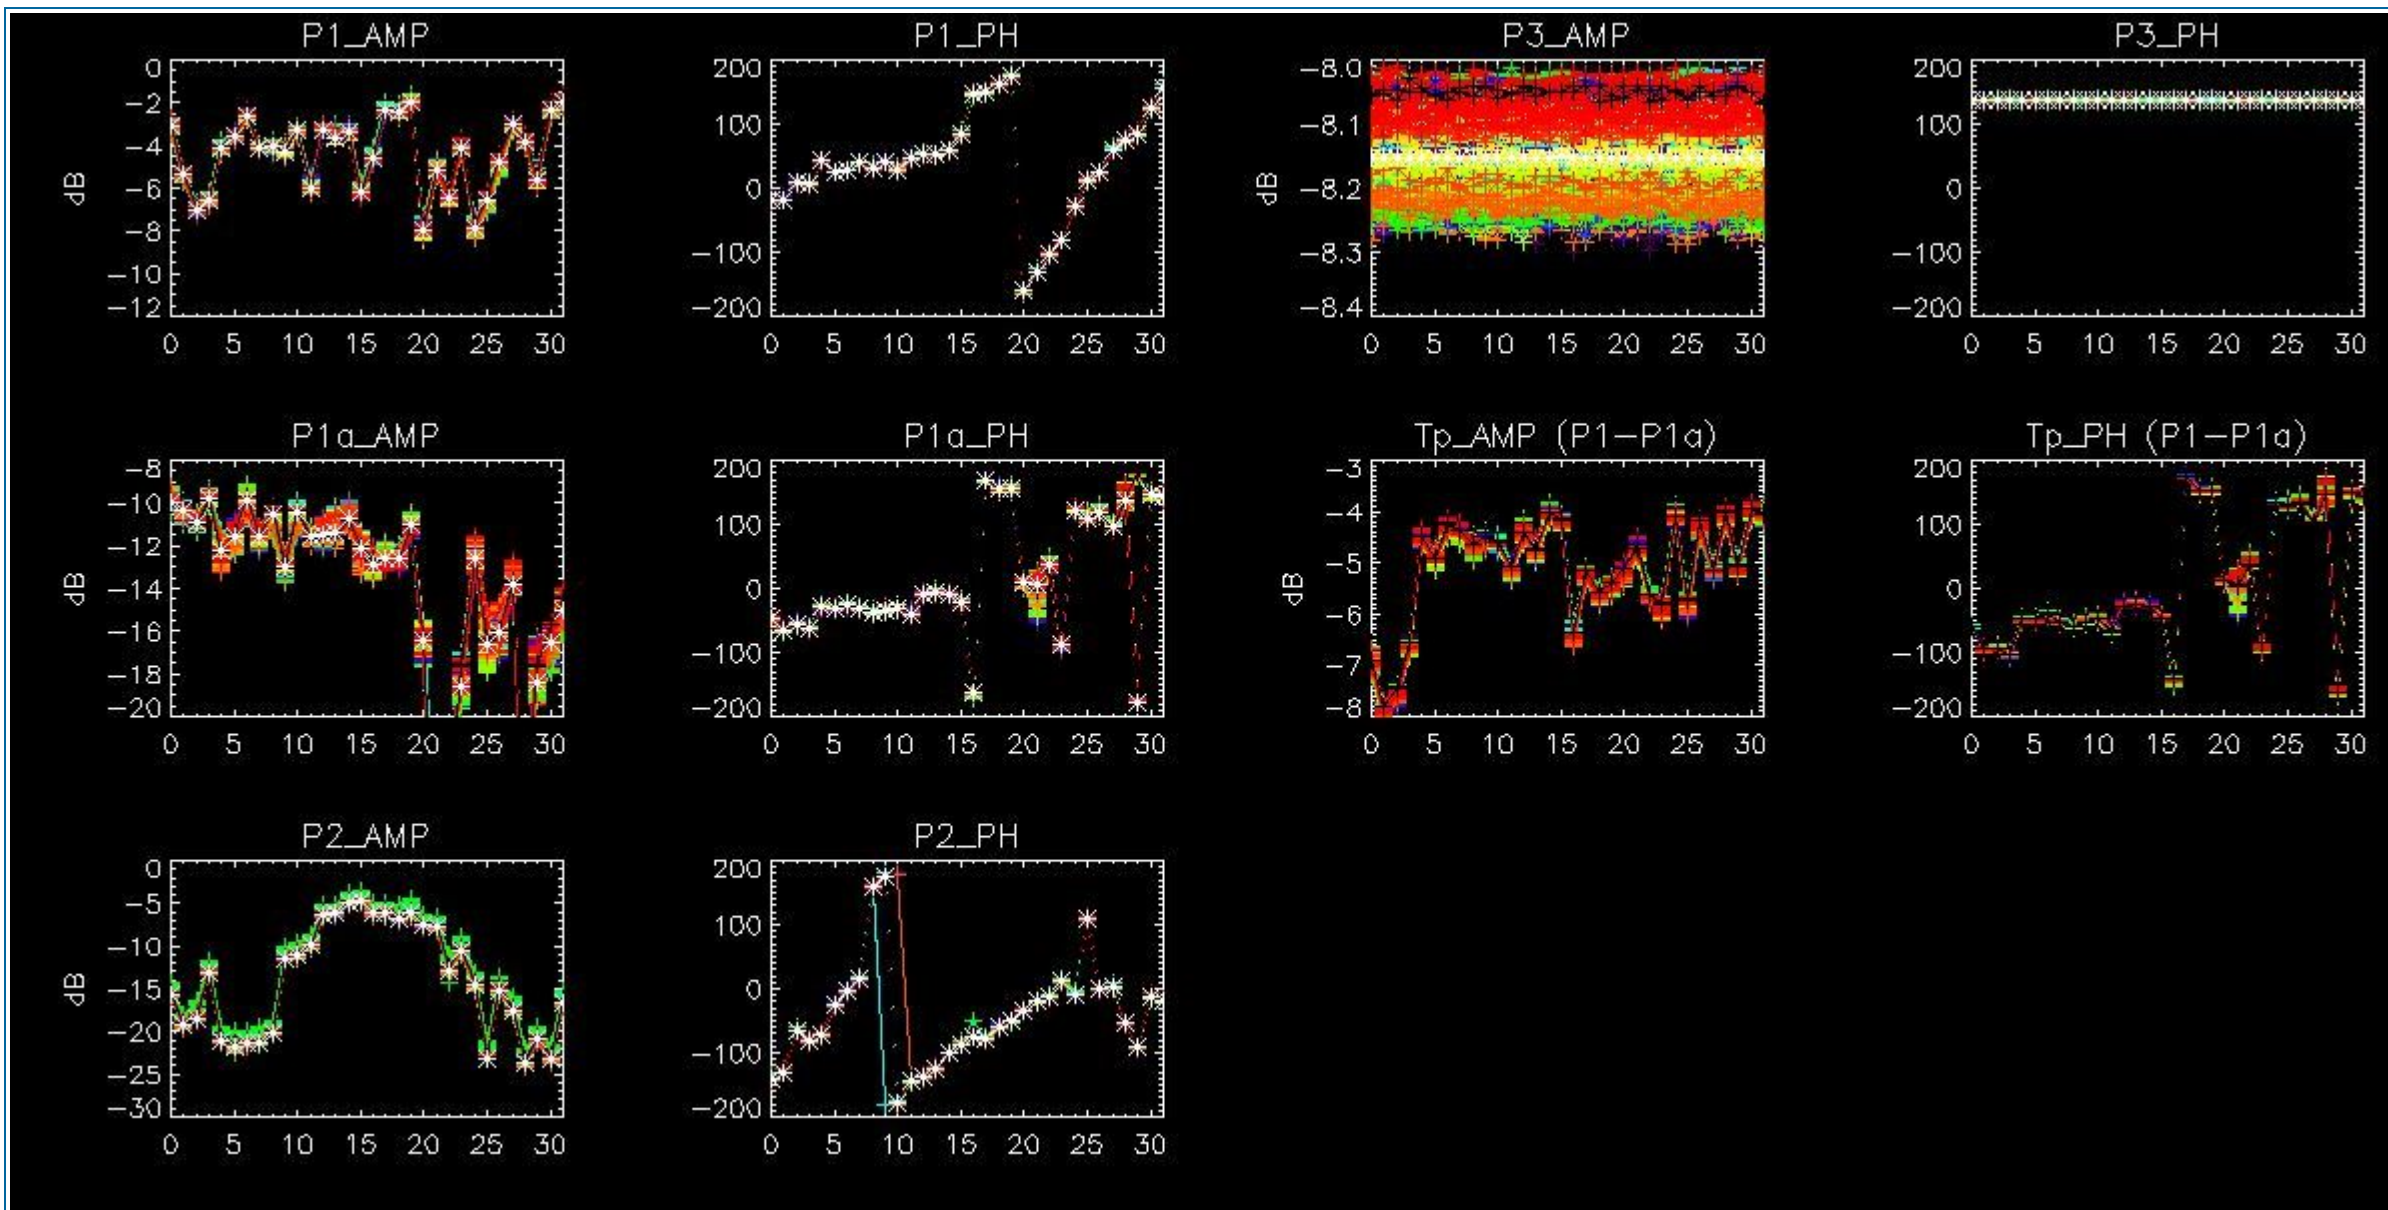 P1_AMP P1_PH P3_AMP P3_PH
0 200 -8.0 200
-2
100 -8.1 100
-4
dB -6 0 dB -8.2 0
-8
-100 -8.3 -100
-10
-12 -200 -8.4 -200
0 5 10 15 20 25 30 0 5 10 15 20 25 30 0 5 10 15 20 25 30 0 5 10 15 20 25 30
P1a_AMP P1a_PH Tp_AMP (P1-P1a) Tp_PH (P1-P1a)
-8 200 -3 200
-10 100 -4 100
-12
dB -14 0 dB -5 0
-16 -100 -6 -100
-18 -7
-20 -200 -8 -200
0 5 10 15 20 25 30 0 5 10 15 20 25 30 0 5 10 15 20 25 30 0 5 10 15 20 25 30
P2_AMP P2_PH
0 200
-5 100
-10
dB -15 0
-20 -100
-25
-30 -200
0 5 10 15 20 25 30 0 5 10 15 20 25 30